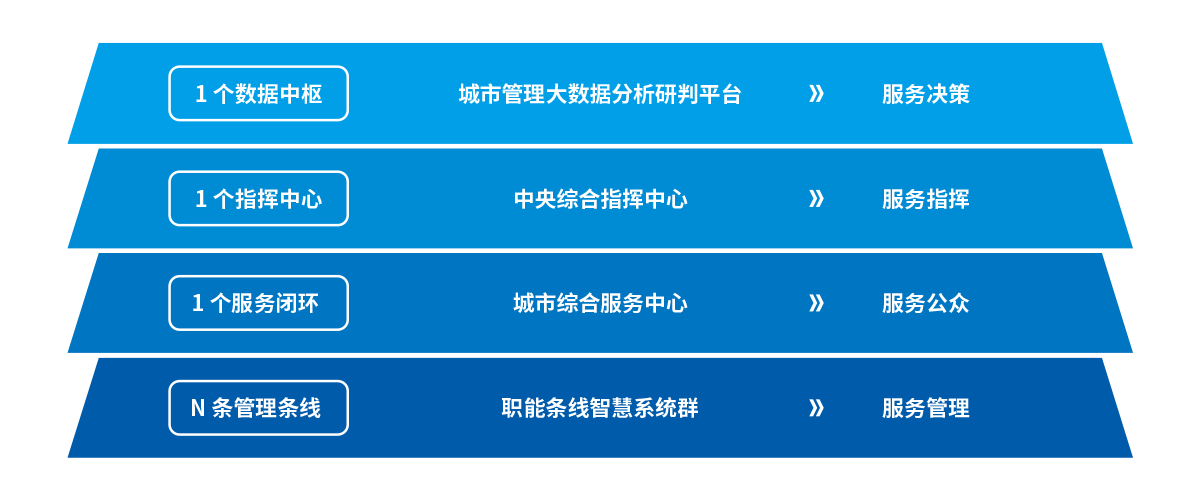 1 个数据中枢 城市管理大数据分析研判平台 》 服务决策
1 个指挥中心 中央综合指挥中心 》 服务指挥
1 个服务闭环 城市综合服务中心 》 服务公众
N 条管理条线 职能条线智慧系统群 》 服务管理